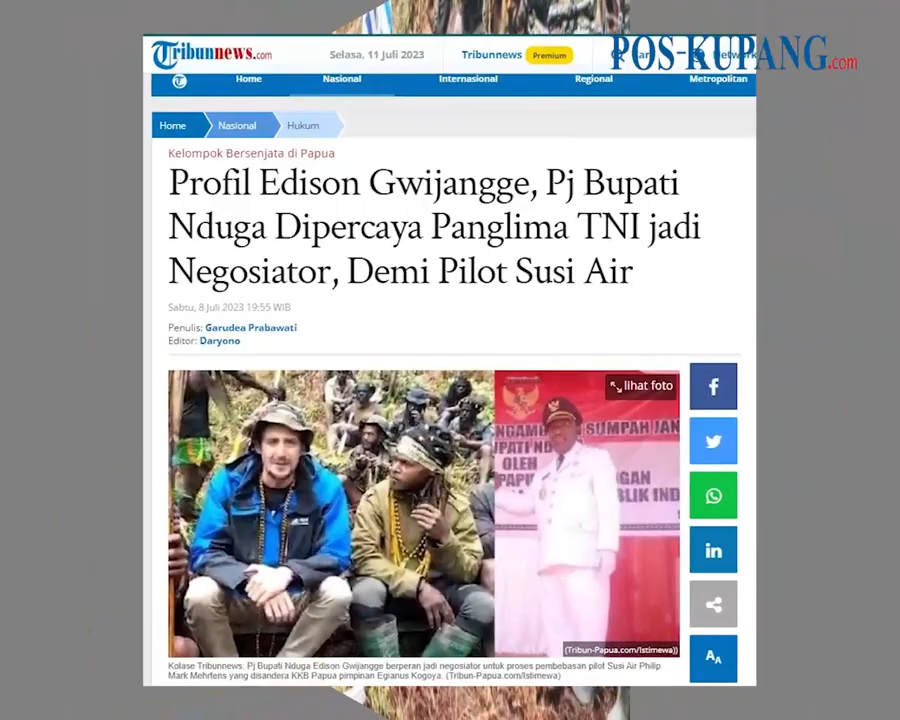 POS-KUPANG.com
Tribunnews.com
Selasa, 11 Juli 2023
Tribunnews Premium
Network
Home Nasional Internasional Regional Metropolitan
Home Nasional Hukum
Kelompok Bersenjata di Papua
Profil Edison Gwijangge, Pj Bupati
Nduga Dipercaya Panglima TNI jadi
Negosiator, Demi Pilot Susi Air
Sabtu, 8 Juli 2023 19:55 WIB
Penulis: Garudea Prabawati
Editor: Daryono
lihat foto
SUMPAH JAN
OLEH
(Tribun-Papua.com/Istimewa))
Kolase Tribunnews: Pj Bupati Nduga Edison Gwijangge berperan jadi negosiator untuk proses pembebasan pilot Susi Air Philip
Mark Mehrtens yang disandera KKB Papua pimpinan Egianus Kogoya. (Tribun-Papua.com/Istimewa)